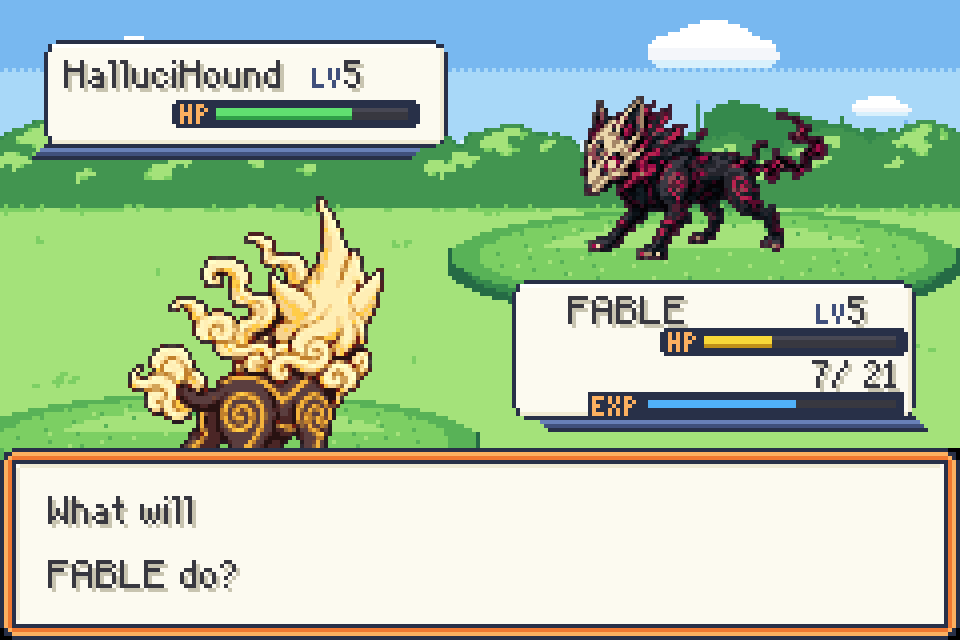 HalluciHound Lv5
HP
FABLE Lv5
HP
7/ 21
EXP
What will
FABLE do?